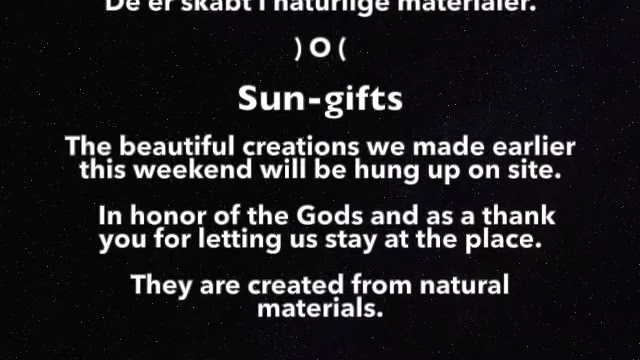 De er skabt i naturlige materialer.
) O (
Sun-gifts
The beautiful creations we made earlier
this weekend will be hung up on site.
In honor of the Gods and as a thank
you for letting us stay at the place.
They are created from natural
materials.